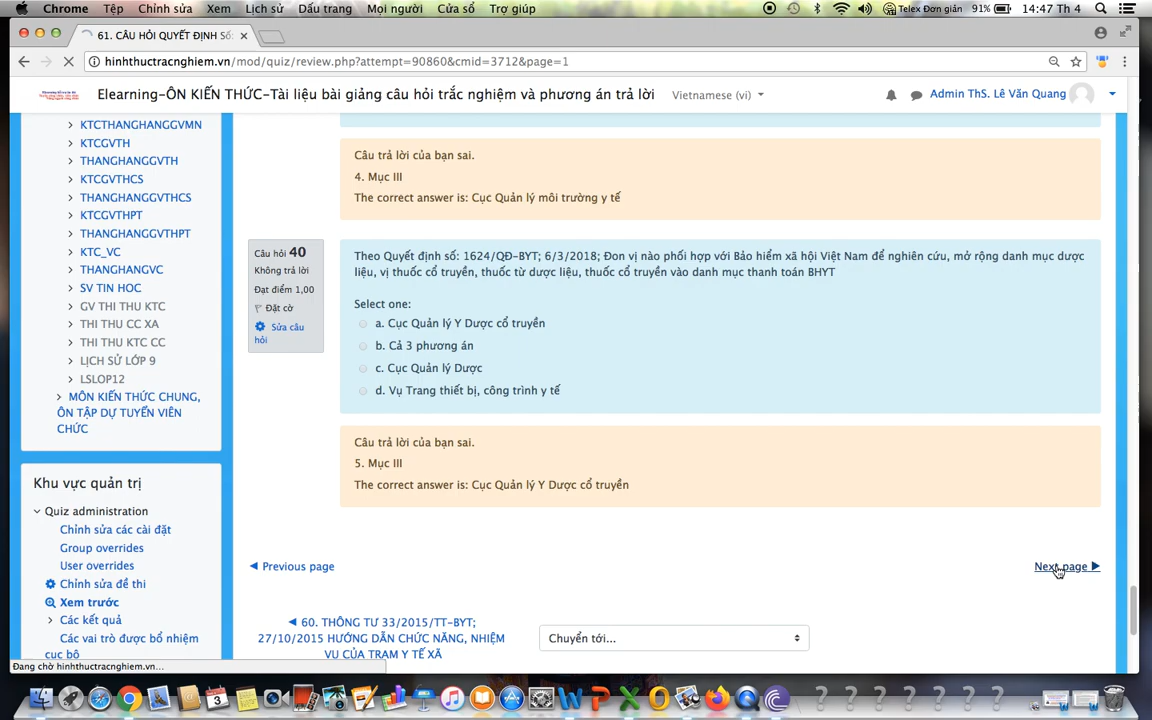 Chrome Tệp Chỉnh sửa Xem Lịch sử Dấu trang Mọi người Cửa sổ Trợ giúp Telex Đơn giản 91% 14:47 Th 4
61. CÂU HỎI QUYẾT ĐỊNH Số:
hinhthuctracnghiem.vn/mod/quiz/review.php?attempt=90860&cmid=3712&page=1
Elearning-ÔN KIẾN THỨC-Tài liệu bài giảng câu hỏi trắc nghiệm và phương án trả lời Vietnamese (vi) Admin ThS. Lê Văn Quang
KTCTHANGHANGGVMN
KTCGVTH
THANGHANGGVTH
KTCGVTHCS
THANGHANGGVTHCS
KTCGVTHPT
THANGHANGGVTHPT
KTC_VC
THANGHANGVC
SV TIN HOC
GV THI THU KTC
THI THU CC XA
THI THU KTC CC
LỊCH SỬ LỚP 9
LSLOP12
MÔN KIẾN THỨC CHUNG,
ÔN TẬP DỰ TUYỂN VIÊN
CHỨC
Khu vực quản trị
Quiz administration
Chỉnh sửa các cài đặt
Group overrides
User overrides
Chỉnh sửa đề thi
Xem trước
Các kết quả
Các vai trò được bổ nhiệm
cục bộ
Đang chờ hinhthuctracnghiem.vn...
Câu trả lời của bạn sai.
4. Mục III
The correct answer is: Cục Quản lý môi trường y tế
Câu hỏi 40
Không trả lời
Đạt điểm 1,00
Đặt cờ
Sửa câu
hỏi
Theo Quyết định số: 1624/QĐ-BYT; 6/3/2018; Đon vị nào phối hợp với Bảo hiểm xã hội Việt Nam để nghiên cứu, mở rộng danh mục dược
liệu, vị thuốc cổ truyền, thuốc từ dược liệu, thuốc cổ truyền vào danh mục thanh toán BHYT
Select one:
a. Cục Quản lý Y Dược cổ truyền
b. Cả 3 phương án
c. Cục Quản lý Dược
d. Vụ Trang thiết bị, công trình y tế
Câu trả lời của bạn sai.
5. Mục III
The correct answer is: Cục Quản lý Y Dược cổ truyền
Previous page
Next page
60. THÔNG TƯ 33/2015/TT-BYT;
27/10/2015 HƯỚNG DẪN CHỨC NĂNG, NHIỆM
VỤ CỦA TRẠM Y TẾ XÃ
Chuyển tới...